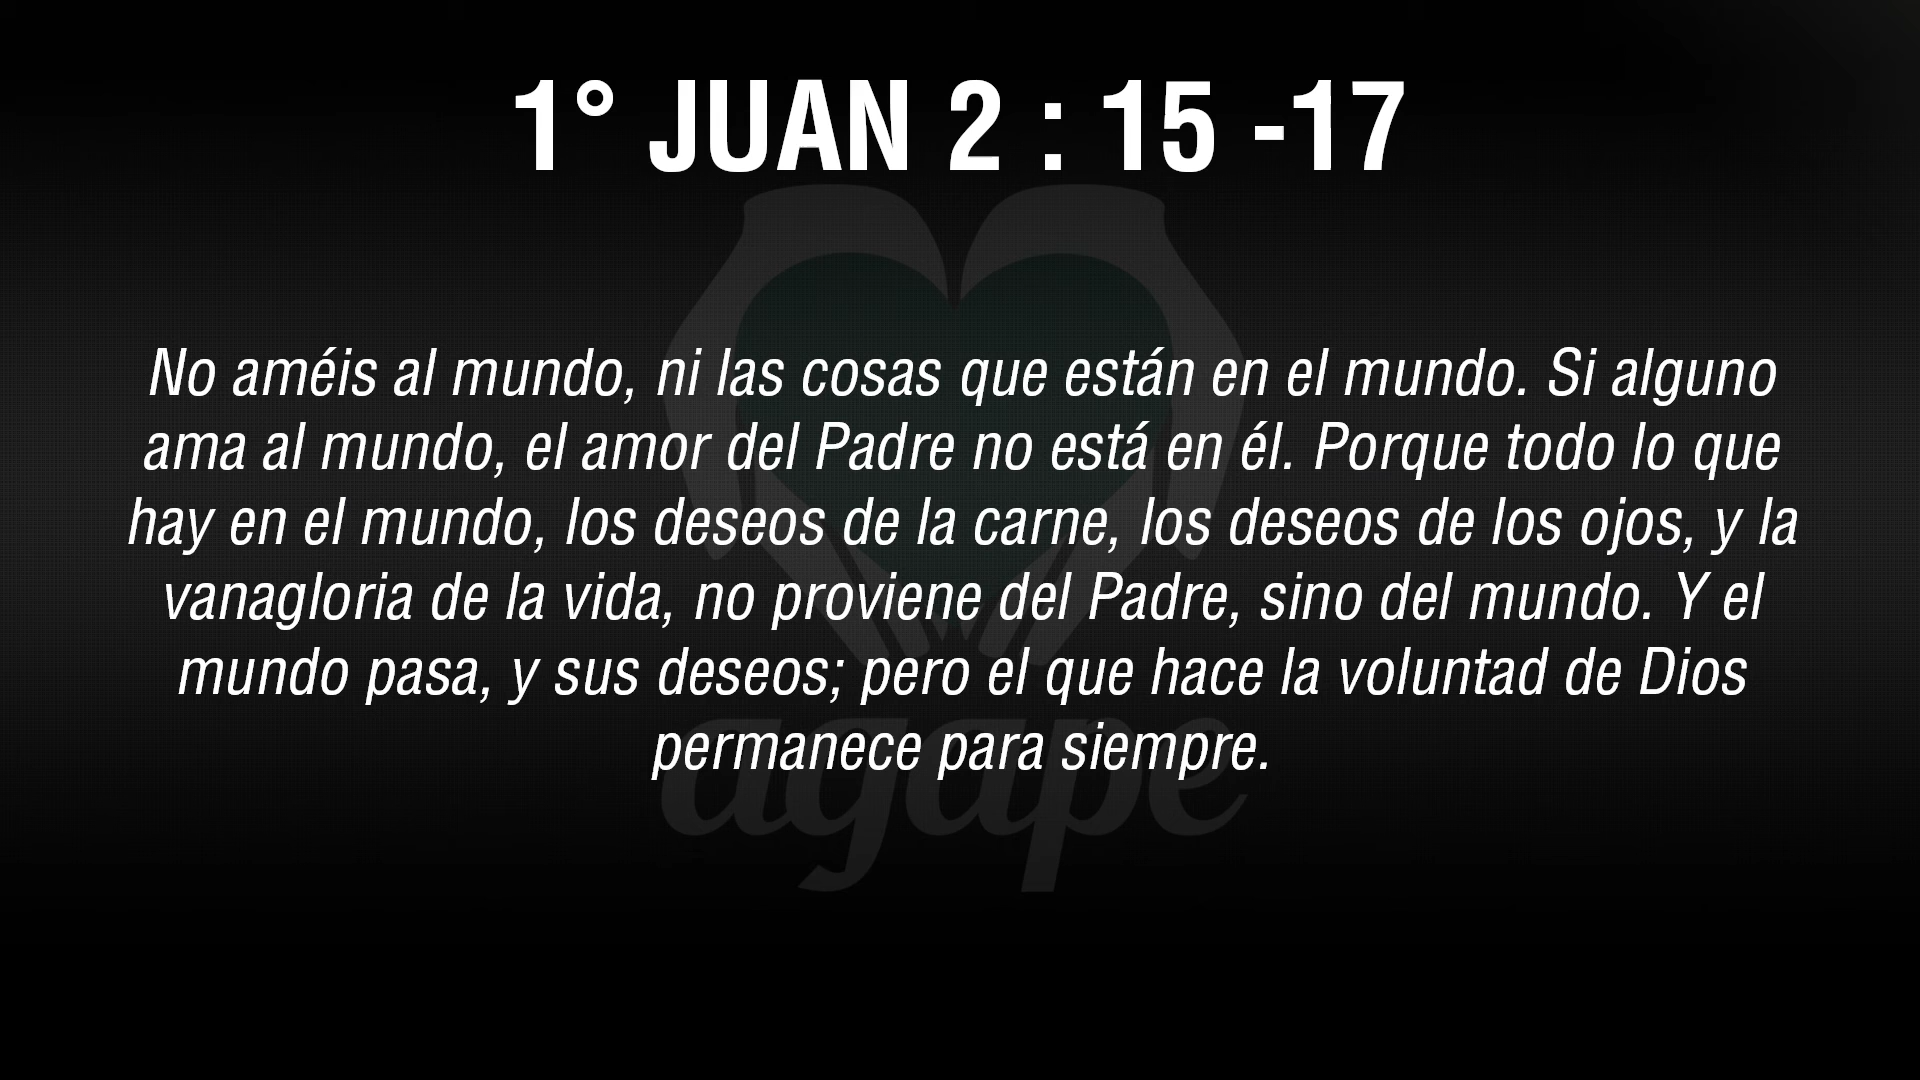 1° JUAN 2 : 15 -17
No améis al mundo, ni las cosas que están en el mundo. Si alguno
ama al mundo, el amor del Padre no está en él. Porque todo lo que
hay en el mundo, los deseos de la carne, los deseos de los ojos, y la
vanagloria de la vida, no proviene del Padre, sino del mundo. Y el
mundo pasa, y sus deseos; pero el que hace la voluntad de Dios
permanece para siempre.
agape